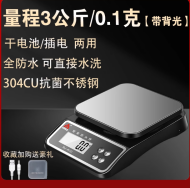 量程3公斤/0.1克【带背光】
干电池/插电 两用
全防水 可直接水洗
304CU抗菌不锈钢
收藏加购送豪礼
0.0